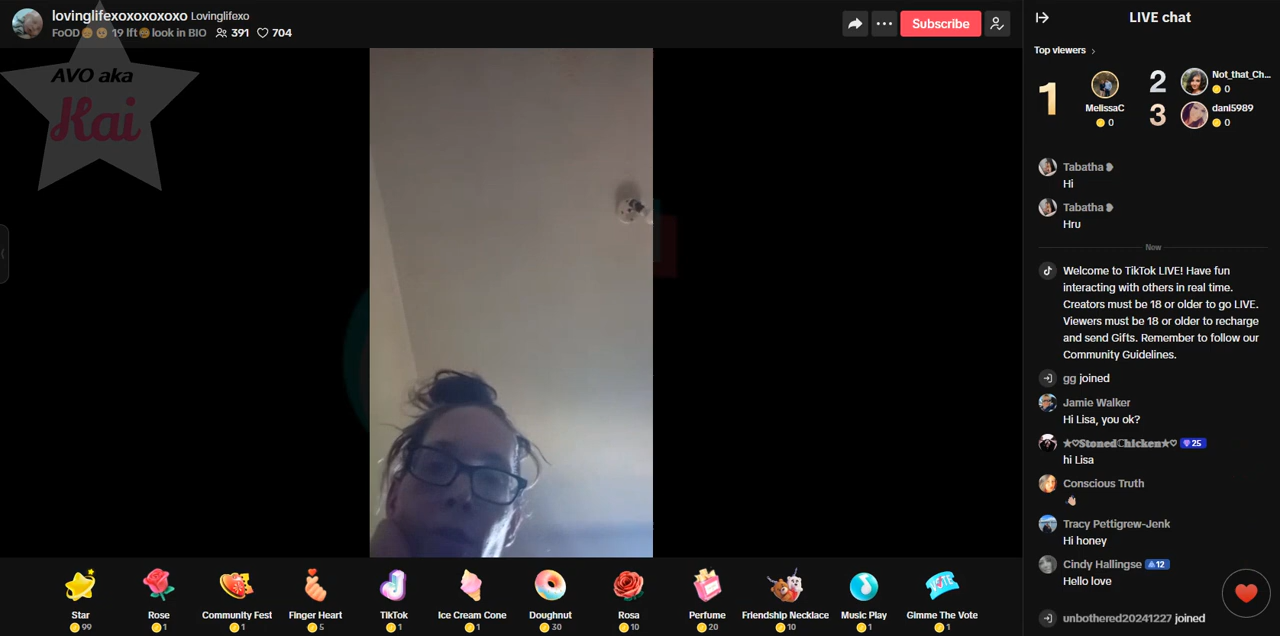 lovinglifexoxoxoxoxo Lovinglifexo
FoOD😊😊 19 lft😊look in BIO 391 704
Subscribe
AVO aka
Kai
LIVE chat
Top viewers
1
MelissaC
0
2
Not_that_Ch...
0
3
dani5989
0
Tabatha
Hi
Tabatha
Hru
New
Welcome to TikTok LIVE! Have fun
interacting with others in real time.
Creators must be 18 or older to go LIVE.
Viewers must be 18 or older to recharge
and send Gifts. Remember to follow our
Community Guidelines.
gg joined
Jamie Walker
Hi Lisa, you ok?
★♡StonedChicken★♡ 25
hi Lisa
Conscious Truth
Tracy Pettigrew-Jenk
Hi honey
Cindy Hallingse 12
Hello love
unbothered20241227 joined
Star
99
Rose
1
Community Fest
1
Finger Heart
5
TikTok
1
Ice Cream Cone
1
Doughnut
30
Rosa
10
Perfume
20
Friendship Necklace
10
Music Play
1
Gimme The Vote
1